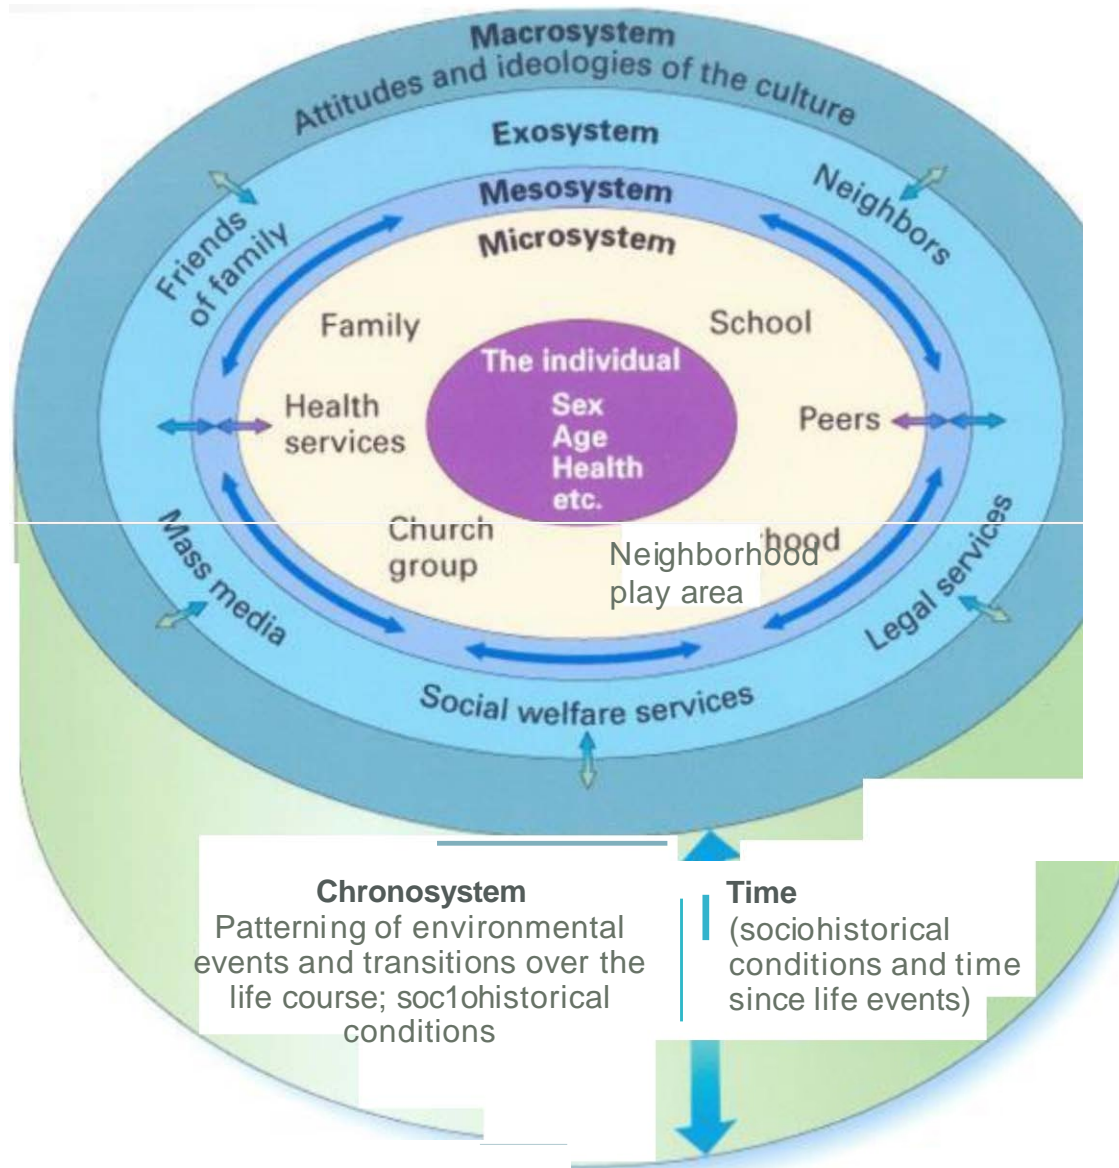 Macrosystem
Attitudes and ideologies of the culture
Exosystem
Mesosystem
Microsystem
Friends
of family
Neighbors
Family
School
The individual
Sex
Age
Health
etc.
Health
services
Peers
Church
group
Neighborhood
play area
Mass media
Legal services
Social welfare services
Chronosystem
Patterning of environmental
events and transitions over the
life course; soc1ohistorical
conditions
Time
(sociohistorical
conditions and time
since life events)